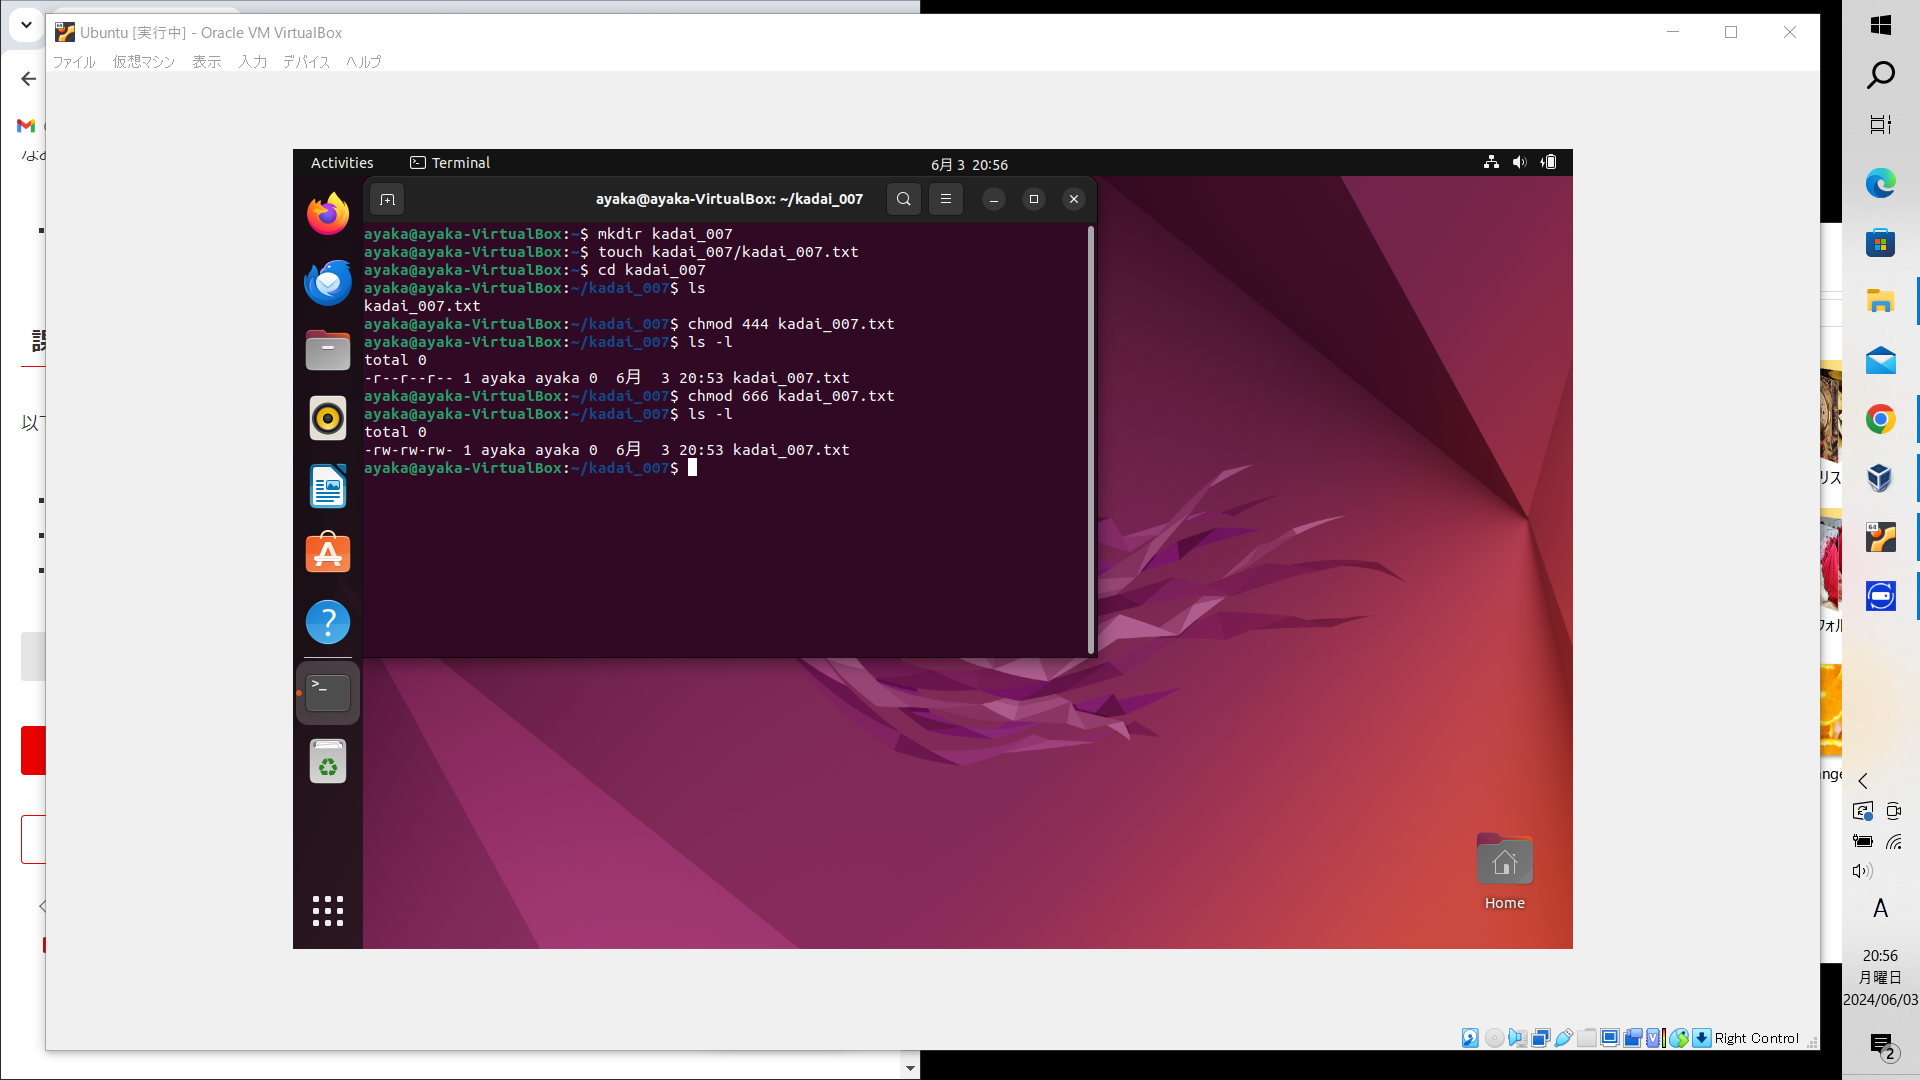 Ubuntu [実行中] - Oracle VM VirtualBox
ファイル 仮想マシン 表示 入力 デバイス ヘルプ
Activities Terminal 6月 3 20:56
ayaka@ayaka-VirtualBox: ~/kadai_007
ayaka@ayaka-VirtualBox:~$ mkdir kadai_007
ayaka@ayaka-VirtualBox:~$ touch kadai_007/kadai_007.txt
ayaka@ayaka-VirtualBox:~$ cd kadai_007
ayaka@ayaka-VirtualBox:~/kadai_007$ ls
kadai_007.txt
ayaka@ayaka-VirtualBox:~/kadai_007$ chmod 444 kadai_007.txt
ayaka@ayaka-VirtualBox:~/kadai_007$ ls -l
total 0
-r--r--r-- 1 ayaka ayaka 0  6月  3 20:53 kadai_007.txt
ayaka@ayaka-VirtualBox:~/kadai_007$ chmod 666 kadai_007.txt
ayaka@ayaka-VirtualBox:~/kadai_007$ ls -l
total 0
-rw-rw-rw- 1 ayaka ayaka 0  6月  3 20:53 kadai_007.txt
ayaka@ayaka-VirtualBox:~/kadai_007$
Home
Right Control
リス
フォル
A
20:56
月曜日
2024/06/03
2